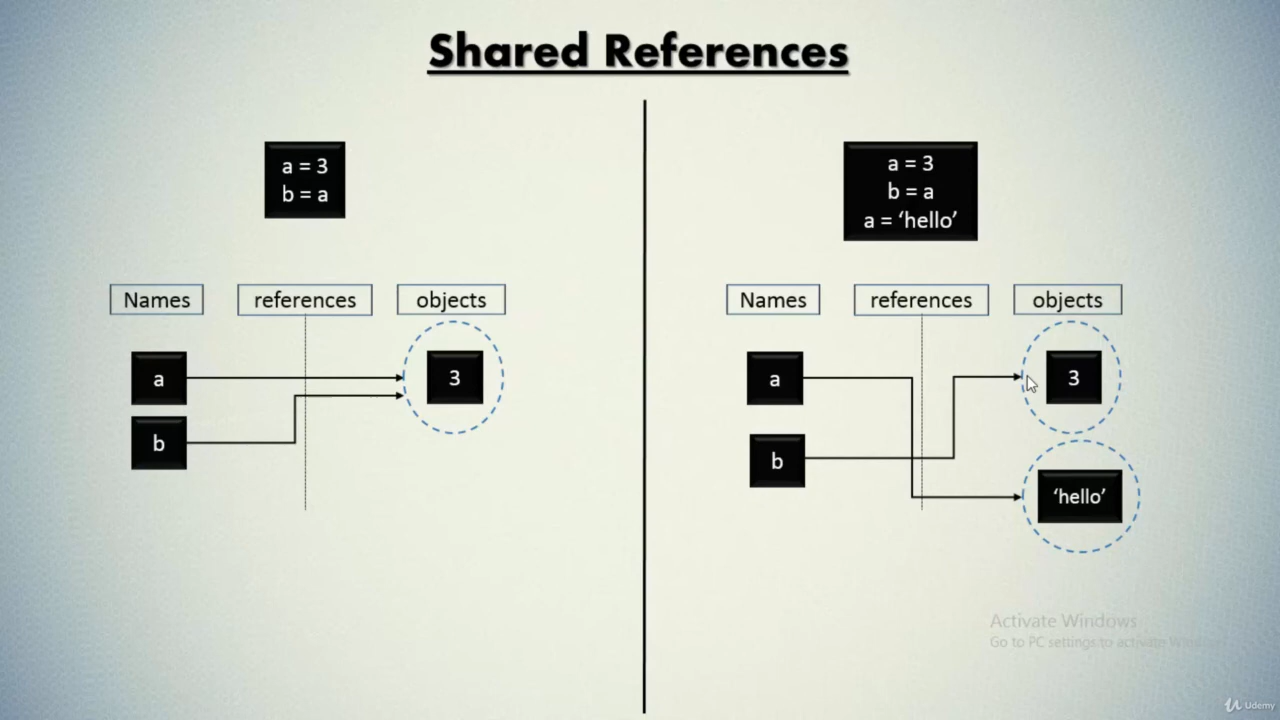 Shared References
a = 3
b = a
Names
references
objects
a
3
b
a = 3
b = a
a = ‘hello’
Names
references
objects
a
3
b
‘hello’
Activate Windows
Go to PC settings to activate Windows
Udemy